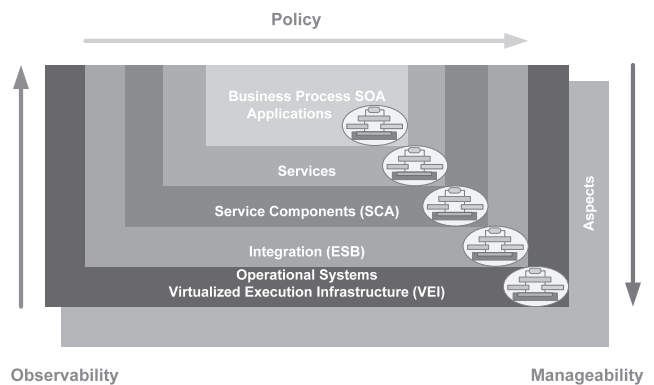 Policy
Business Process SOA
Applications
Services
Service Components (SCA)
Integration (ESB)
Operational Systems
Virtualized Execution Infrastructure (VEI)
Aspects
Observability
Manageability